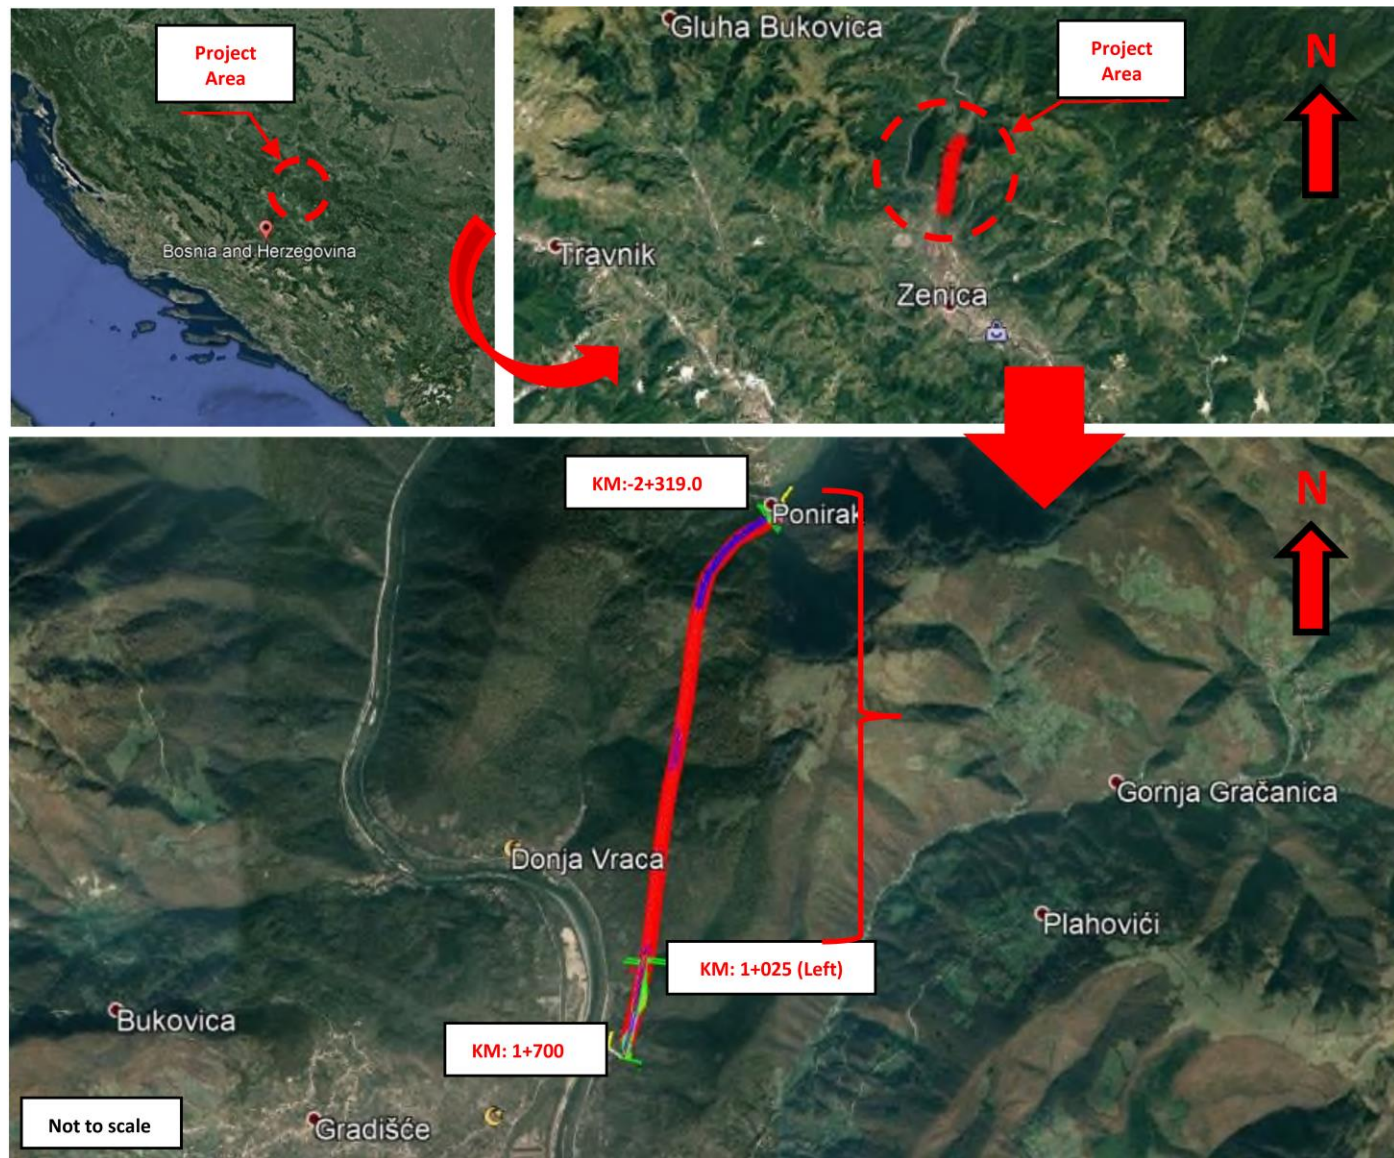 Project
Area
Bosnia and Herzegovina
Gluha Bukovica
Project
Area
N
Travnik
Zenica
KM:-2+319.0
Ponirak
N
Gornja Gračanica
Donja Vraca
Plahovići
KM: 1+025 (Left)
Bukovica
KM: 1+700
Gradišće
Not to scale